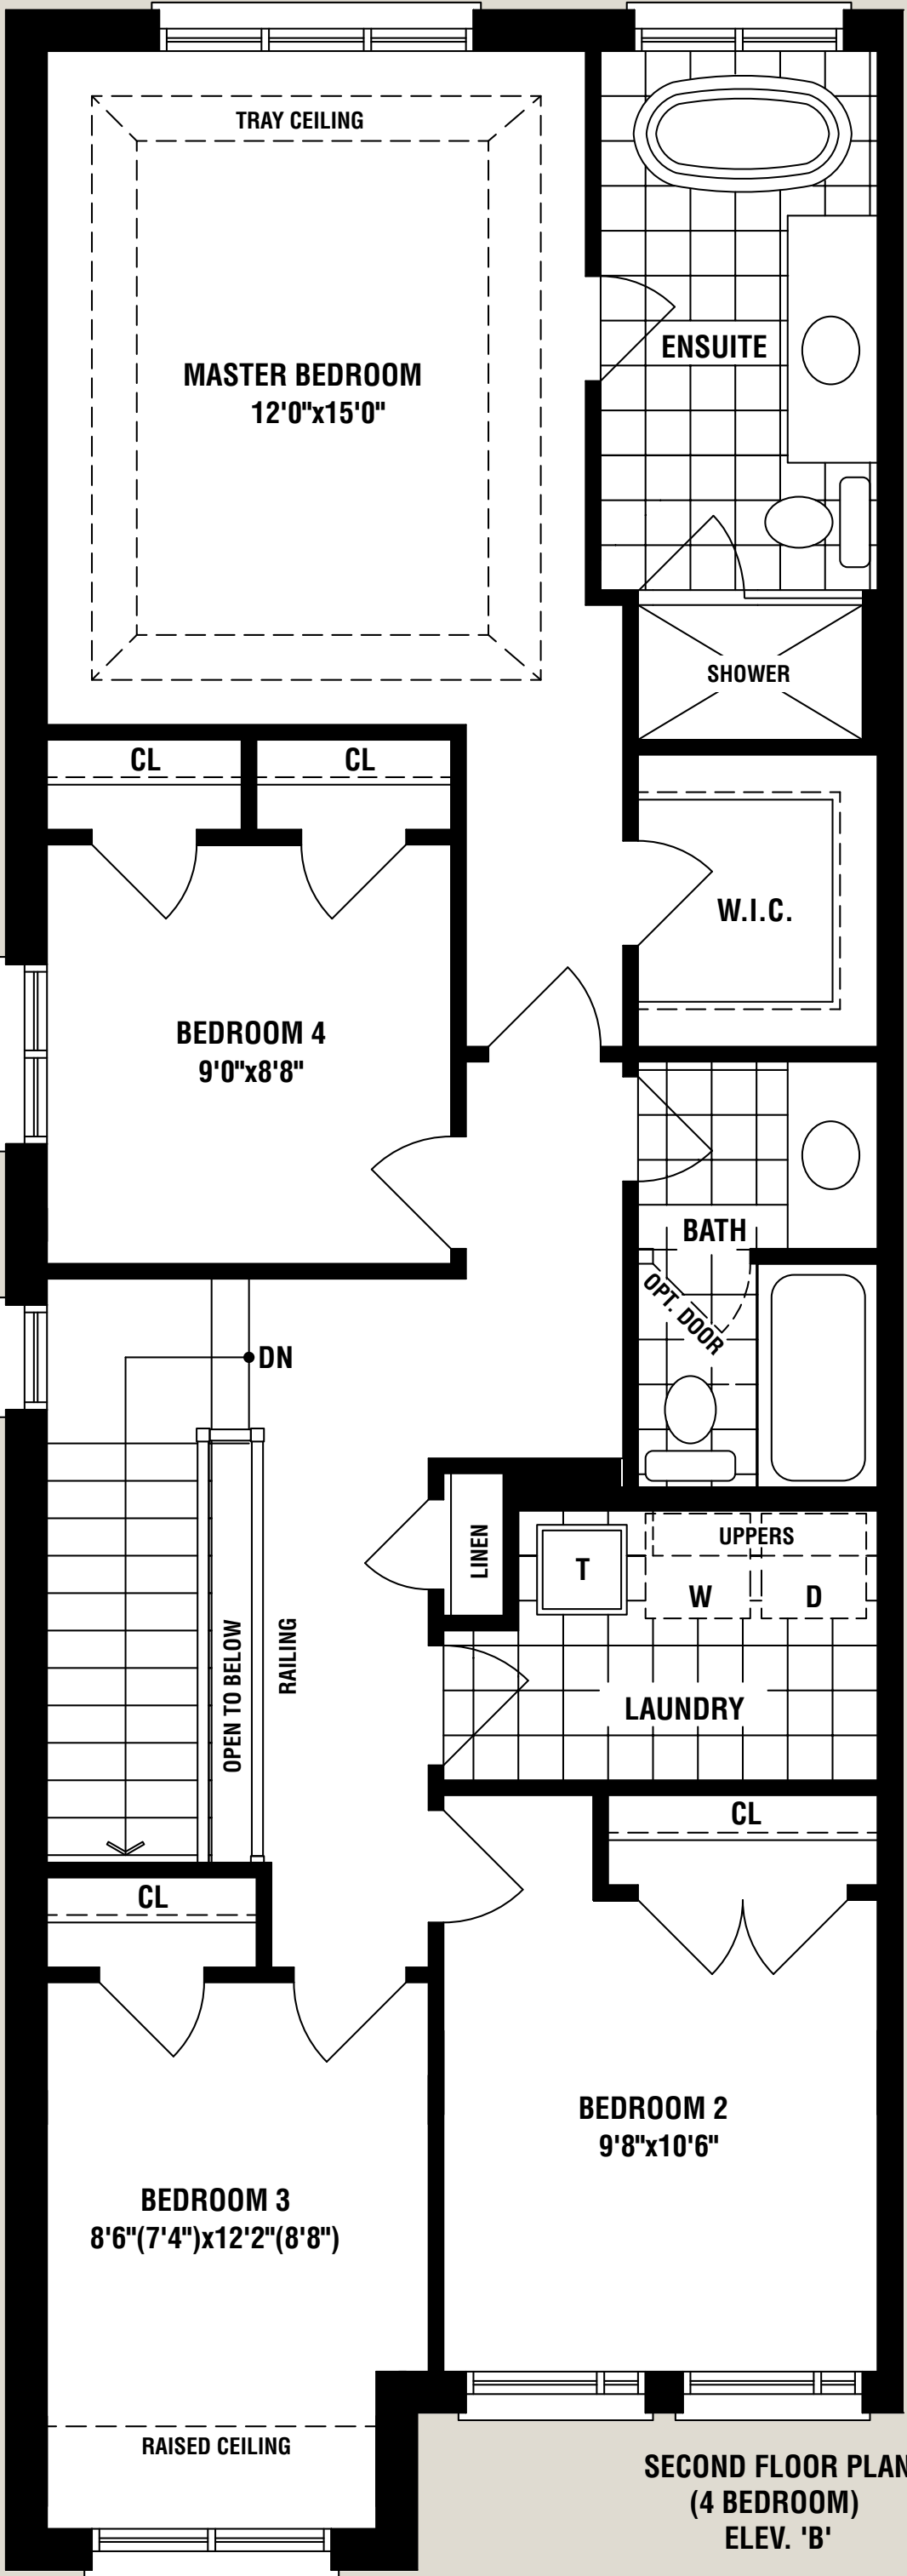 TRAY CEILING
MASTER BEDROOM
12'0"x15'0"
ENSUITE
SHOWER
CL
CL
W.I.C.
BEDROOM 4
9'0"x8'8"
BATH
OPT. DOOR
DN
LINEN
UPPERS
T
W
D
OPEN TO BELOW
RAILING
LAUNDRY
CL
CL
BEDROOM 2
9'8"x10'6"
BEDROOM 3
8'6"(7'4")x12'2"(8'8")
RAISED CEILING
SECOND FLOOR PLAN
(4 BEDROOM)
ELEV. 'B'